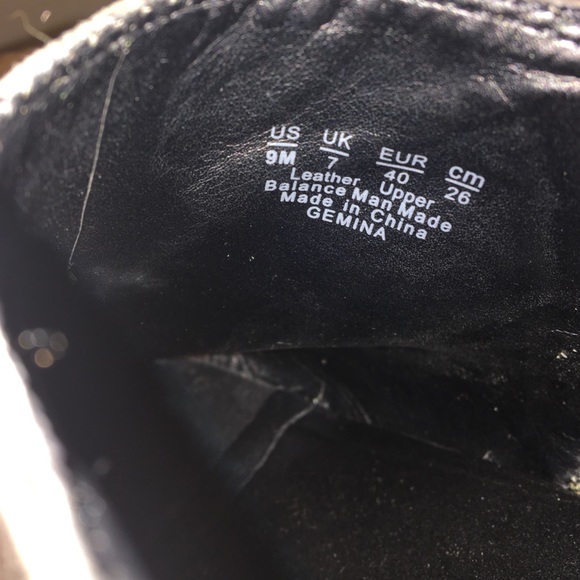 US UK EUR cm
9M 7 40 26
Leather Upper
Balance Man Made
Made in China
GEMINA